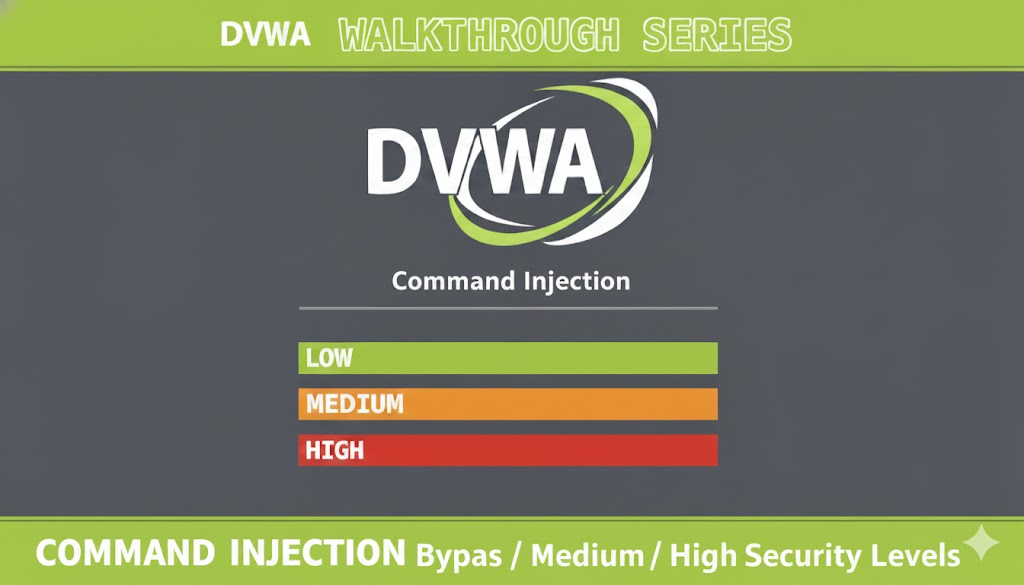 DVWA WALKTHROUGH SERIES
DVWA
Command Injection
LOW
MEDIUM
HIGH
COMMAND INJECTION Bypas / Medium / High Security Levels